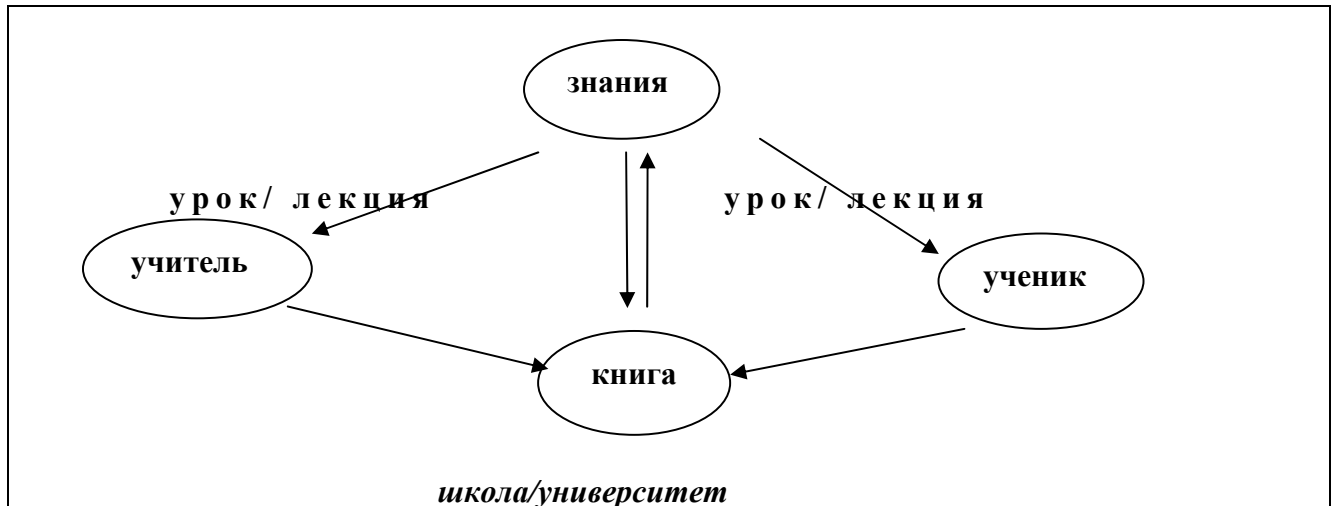 знания
урок/ лекция урок/ лекция
учитель
ученик
книга
школа/университет